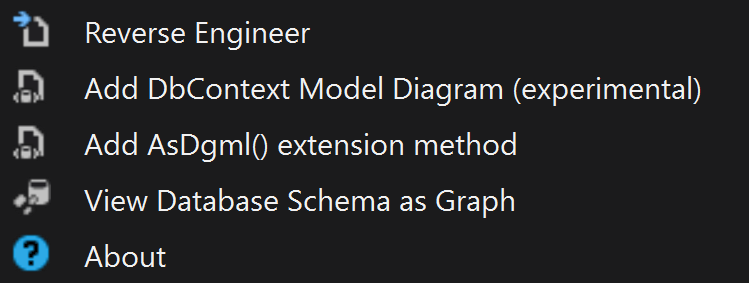 Reverse Engineer
Add DbContext Model Diagram (experimental)
Add AsDgml() extension method
View Database Schema as Graph
About